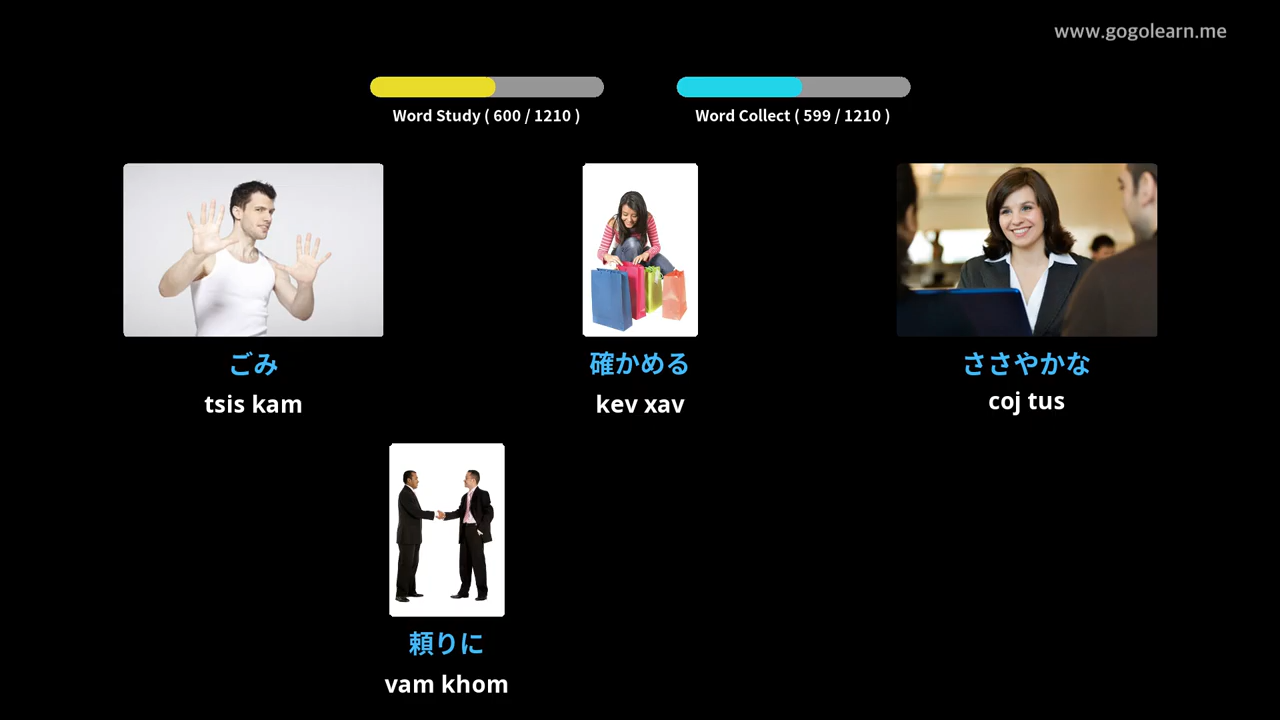 www.gogolearn.me
Word Study ( 600 / 1210 )
Word Collect ( 599 / 1210 )
ごみ
tsis kam
確かめる
kev xav
ささやかな
coj tus
頼りに
vam khom